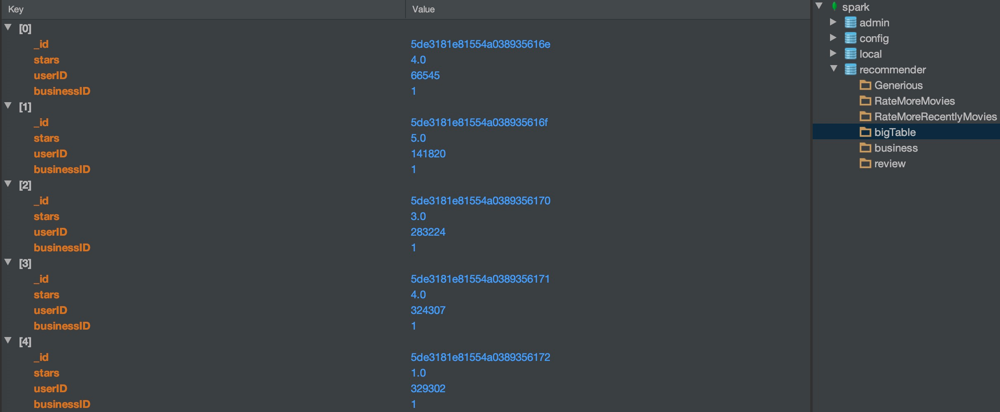 Key Value
[0]
_id 5de3181e81554a038935616e
stars 4.0
userID 66545
businessID 1
[1]
_id 5de3181e81554a038935616f
stars 5.0
userID 141820
businessID 1
[2]
_id 5de3181e81554a0389356170
stars 3.0
userID 283224
businessID 1
[3]
_id 5de3181e81554a0389356171
stars 4.0
userID 324307
businessID 1
[4]
_id 5de3181e81554a0389356172
stars 1.0
userID 329302
businessID 1
spark
admin
config
local
recommender
Generious
RateMoreMovies
RateMoreRecentlyMovies
bigTable
business
review